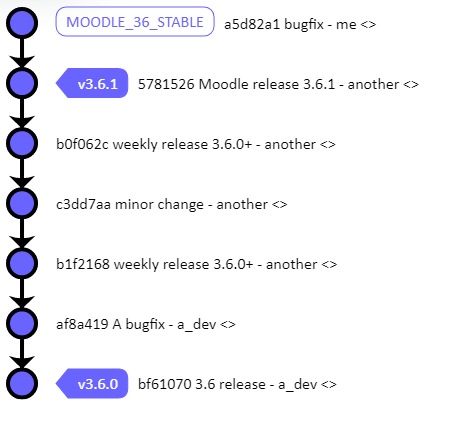 MOODLE_36_STABLE a5d82a1 bugfix - me <>
v3.6.1 5781526 Moodle release 3.6.1 - another <>
b0f062c weekly release 3.6.0+ - another <>
c3dd7aa minor change - another <>
b1f2168 weekly release 3.6.0+ - another <>
af8a419 A bugfix - a_dev <>
v3.6.0 bf61070 3.6 release - a_dev <>